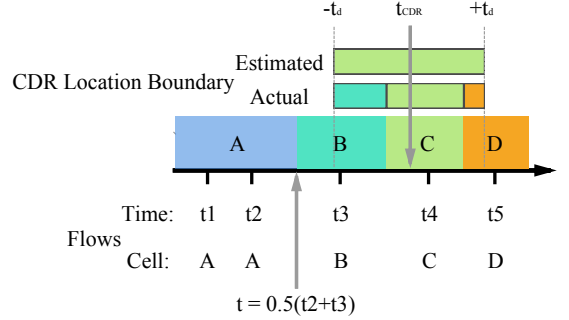 -td tCDR +td
Estimated
CDR Location Boundary
Actual
A B C D
Time: t1 t2 t3 t4 t5
Flows
Cell: A A B C D
t = 0.5(t2+t3)